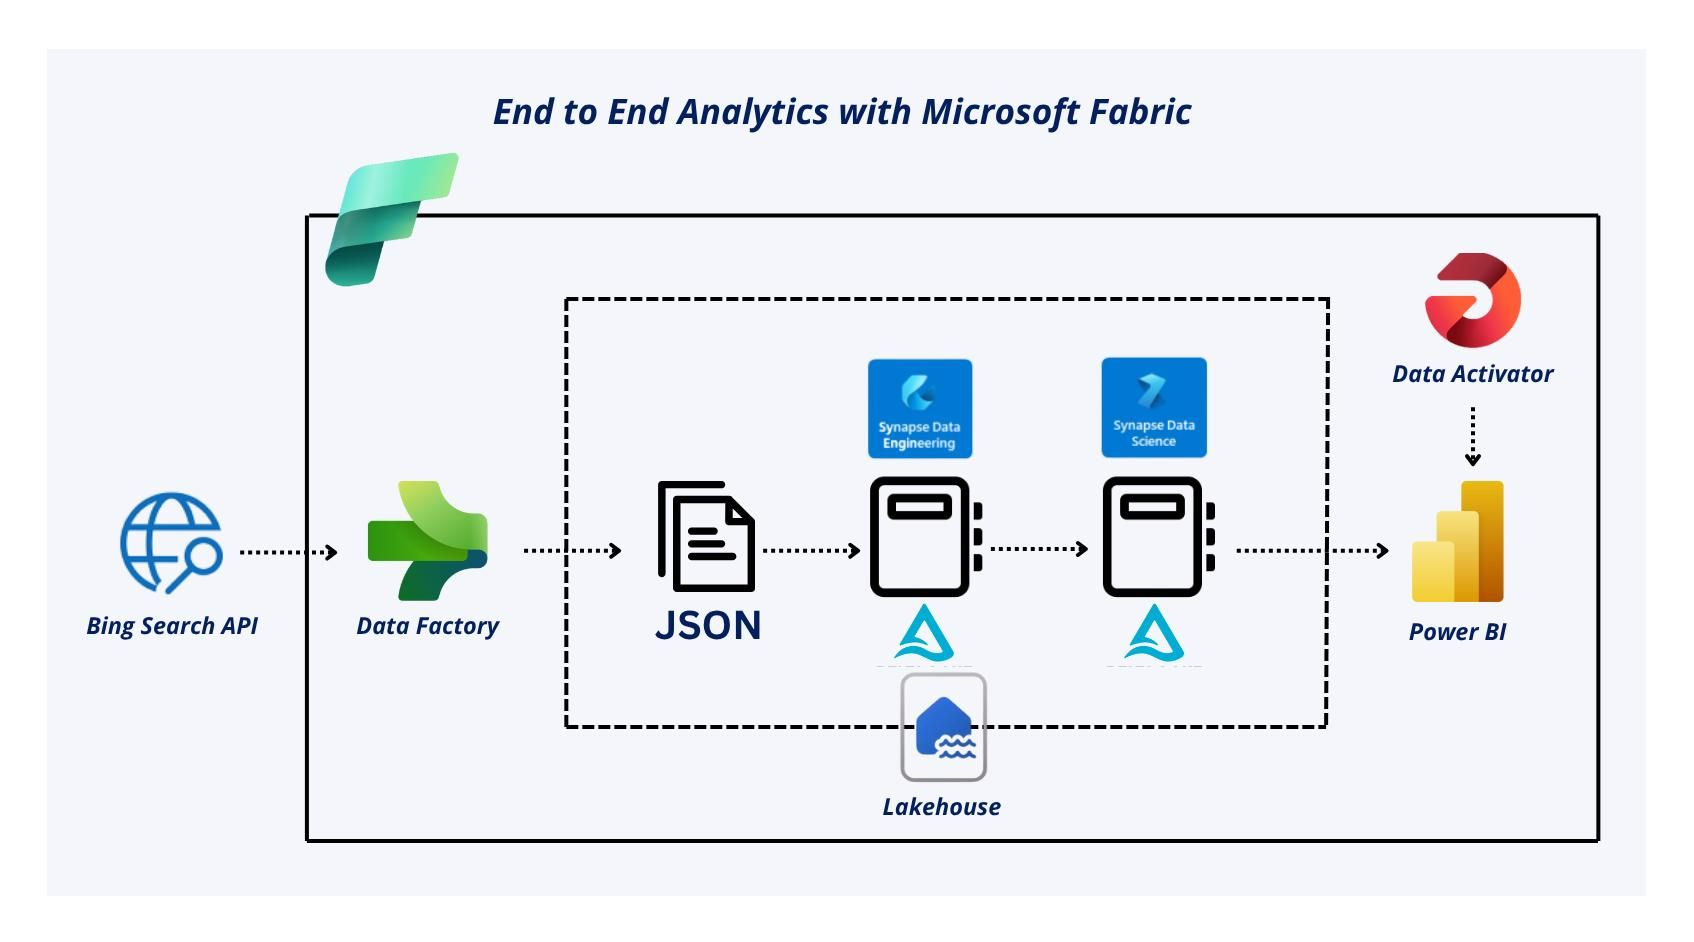 End to End Analytics with Microsoft Fabric
Data Activator
Synapse Data
Engineering
Synapse Data
Science
Bing Search API
Data Factory
JSON
Power BI
Lakehouse